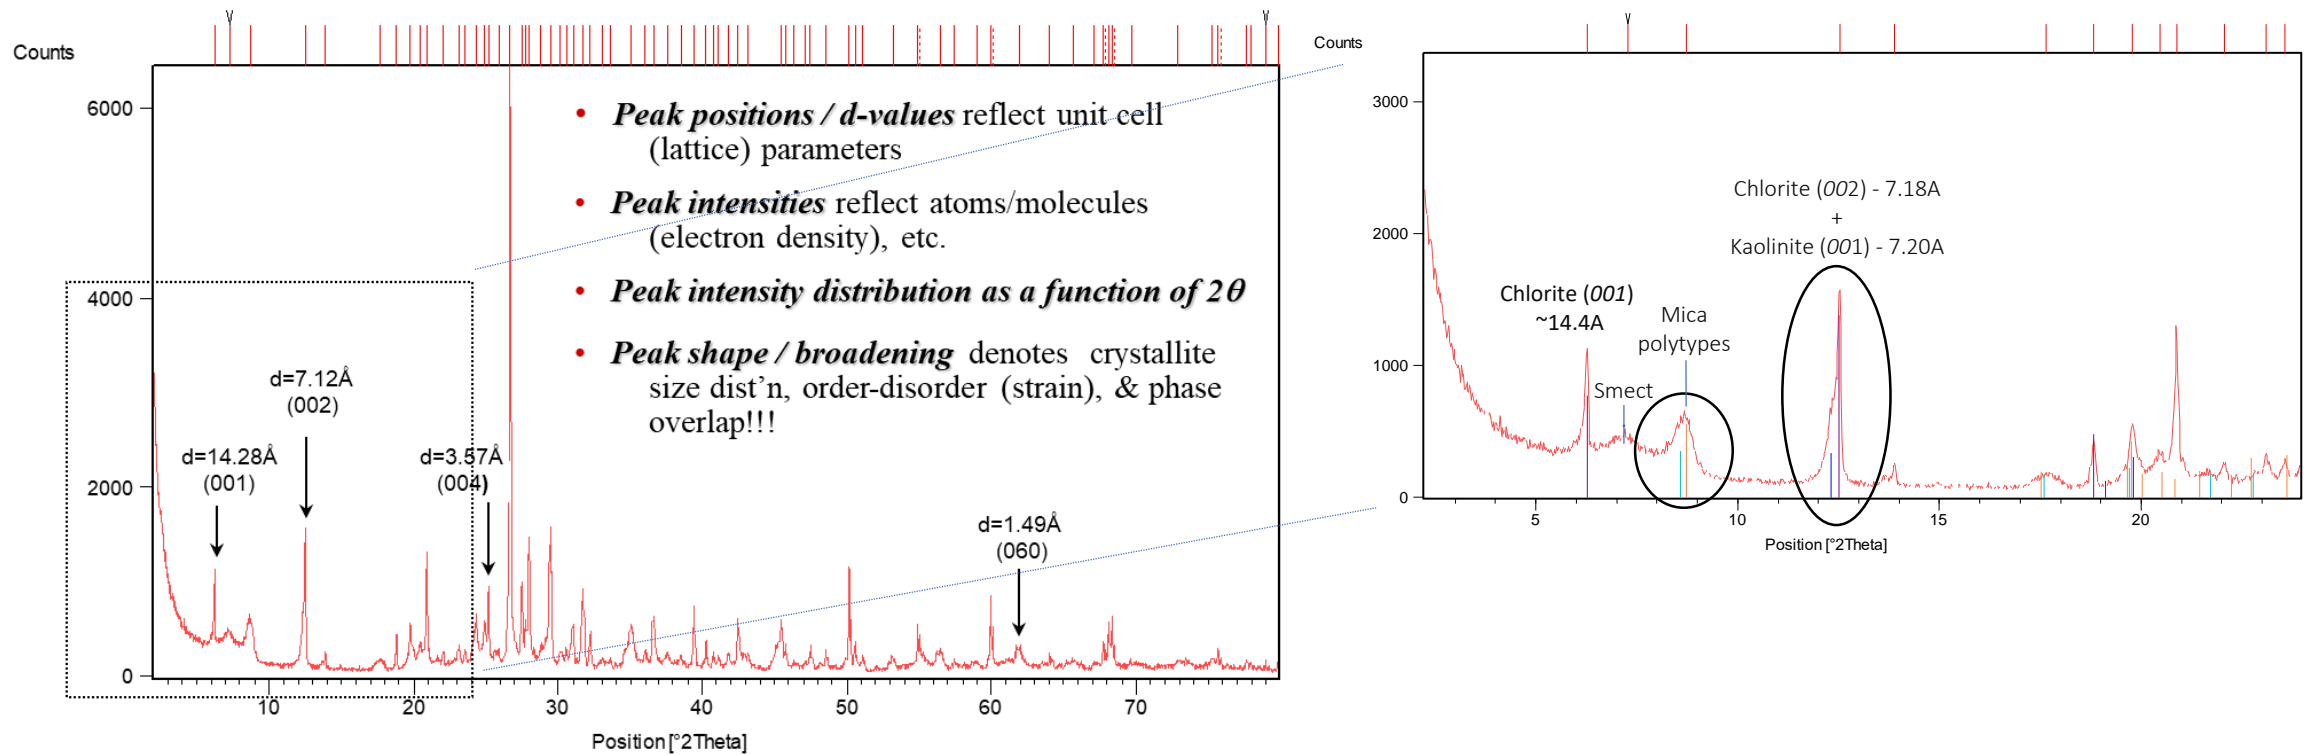 Counts
6000
4000
2000
0
10
20
30
40
50
60
70
Position [°2Theta]
• Peak positions / d-values reflect unit cell
(lattice) parameters
• Peak intensities reflect atoms/molecules
(electron density), etc.
• Peak intensity distribution as a function of 2θ
• Peak shape / broadening denotes crystallite
size dist’n, order-disorder (strain), & phase
overlap!!!
d=14.28Å
(001)
d=7.12Å
(002)
d=3.57Å
(004)
d=1.49Å
(060)
Counts
3000
2000
1000
0
5
10
15
20
Position [°2Theta]
Chlorite (001)
~14.4A
Smect
Mica
polytypes
Chlorite (002) - 7.18A
+
Kaolinite (001) - 7.20A